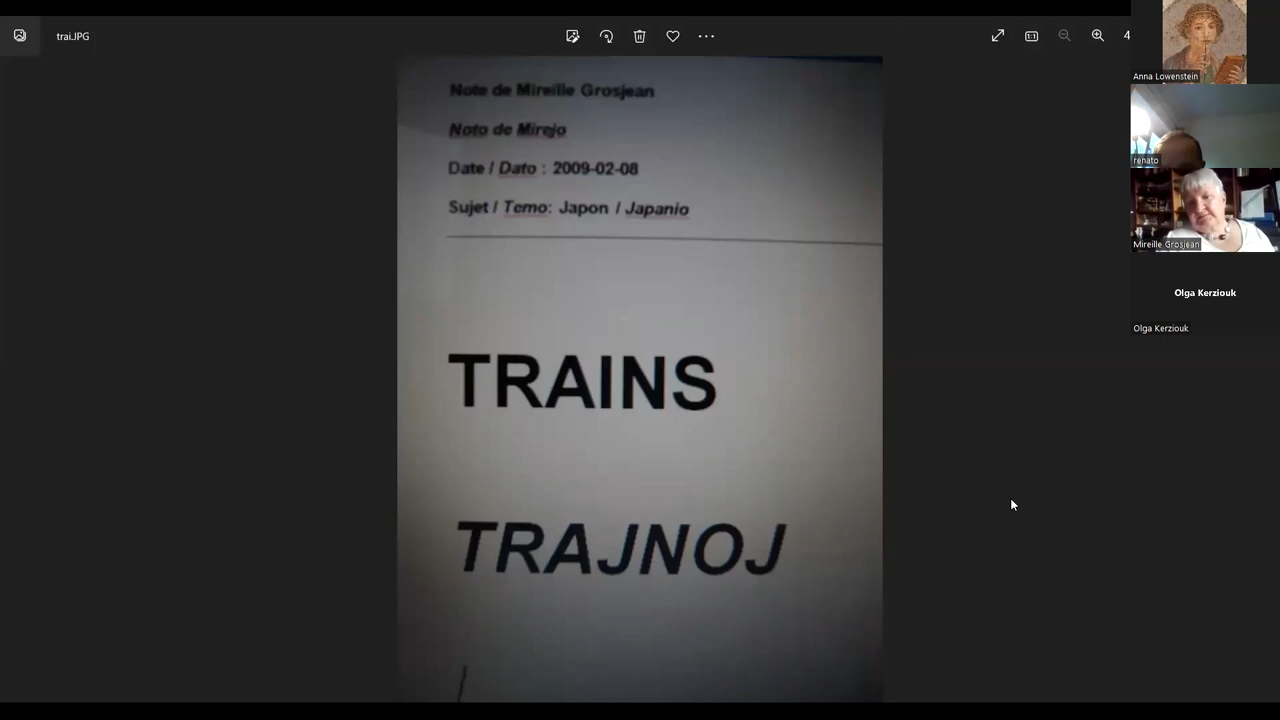 trai.JPG
4
Note de Mireille Grosjean
Noto de Mirejo
Date / Dato : 2009-02-08
Sujet / Temo: Japon / Japanio
TRAINS
TRAJNOJ
Anna Lowenstein
renato
Mireille Grosjean
Olga Kerziouk
Olga Kerziouk